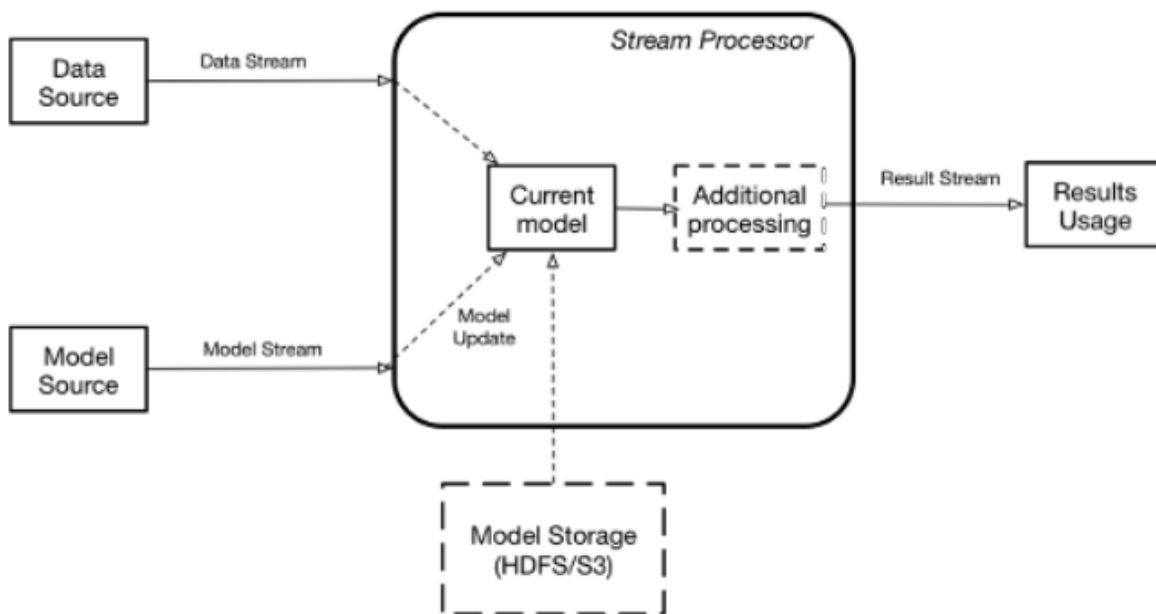 Stream Processor
Data
Source
Data Stream
Current
model
Additional
processing
Result Stream
Results
Usage
Model
Update
Model
Source
Model Stream
Model Storage
(HDFS/S3)